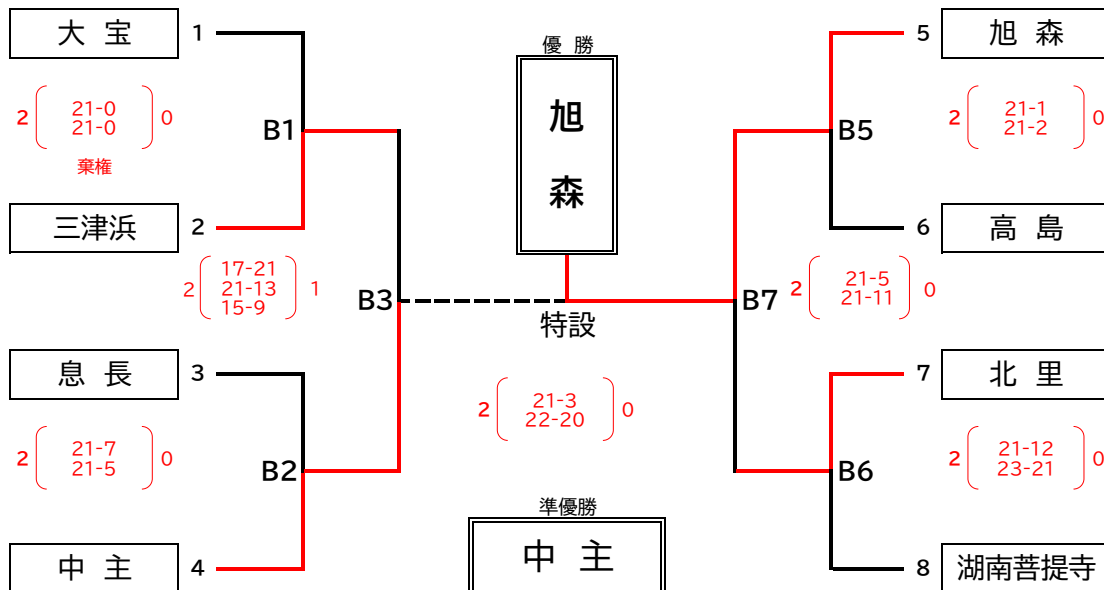 大 宝
1
2
21-0
21-0
0
棄権
B1
三津浜
2
2
17-21
21-13
15-9
1
B3
息 長
3
2
21-7
21-5
0
B2
中 主
4
優 勝
旭
森
特設
2
21-3
22-20
0
準優勝
中 主
5
旭 森
2
21-1
21-2
0
B5
6
高 島
B7
2
21-5
21-11
0
7
北 里
2
21-12
23-21
0
B6
8
湖南菩提寺